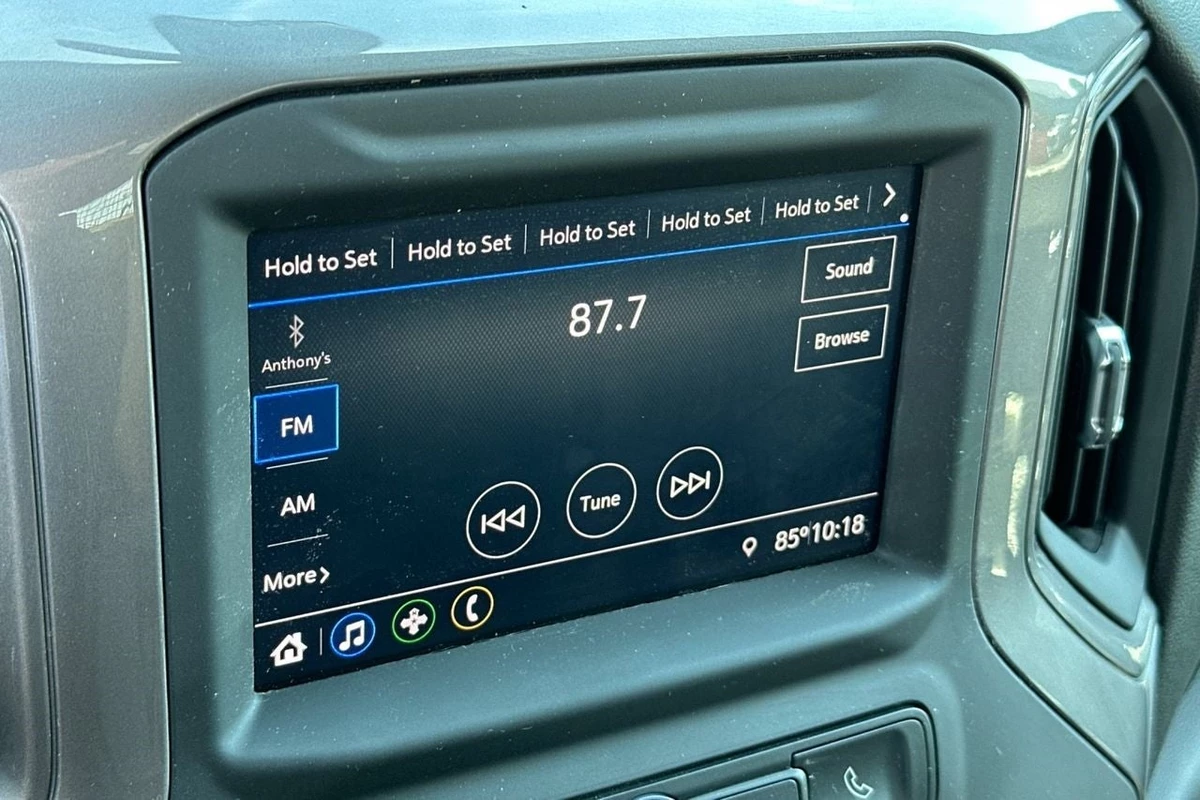 Hold to Set Hold to Set Hold to Set Hold to Set Hold to Set
Sound
87.7
Anthony's
Browse
FM
AM
Tune
More
85° 10:18